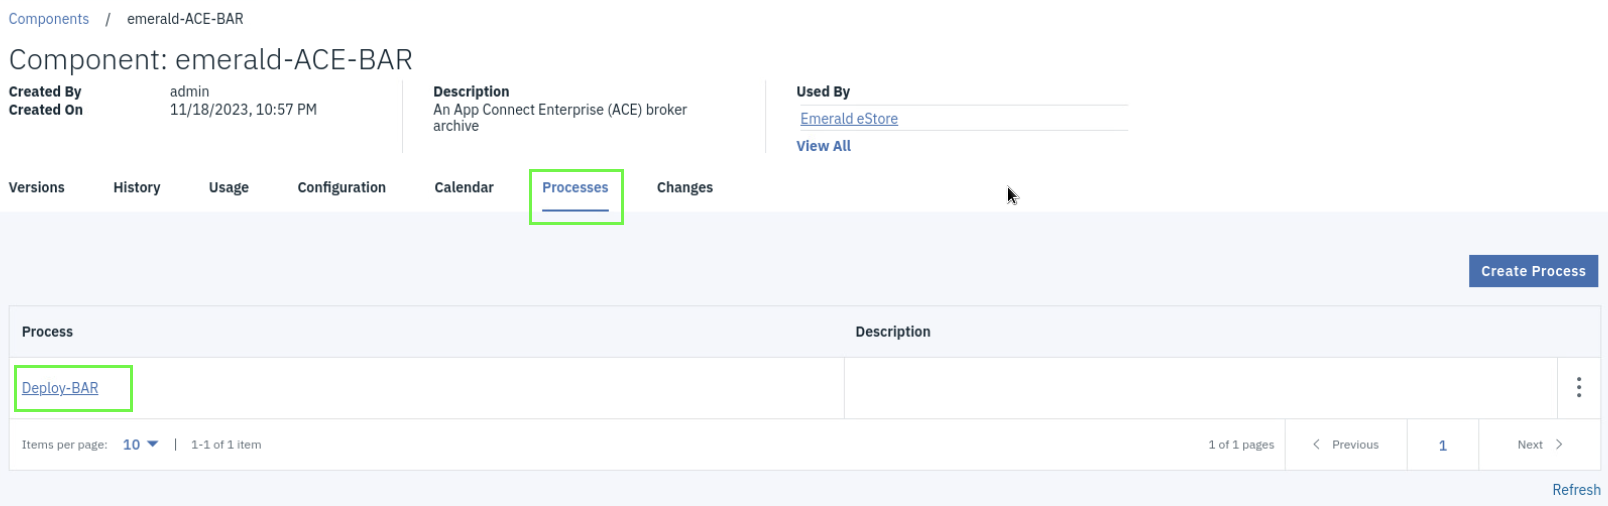 Components / emerald-ACE-BAR
Component: emerald-ACE-BAR
Created By admin
Created On 11/18/2023, 10:57 PM
Description
An App Connect Enterprise (ACE) broker
archive
Used By
Emerald eStore
View All
Versions History Usage Configuration Calendar Processes Changes
Create Process
Process Description
Deploy-BAR
Items per page: 10 | 1-1 of 1 item 1 of 1 pages Previous 1 Next
Refresh